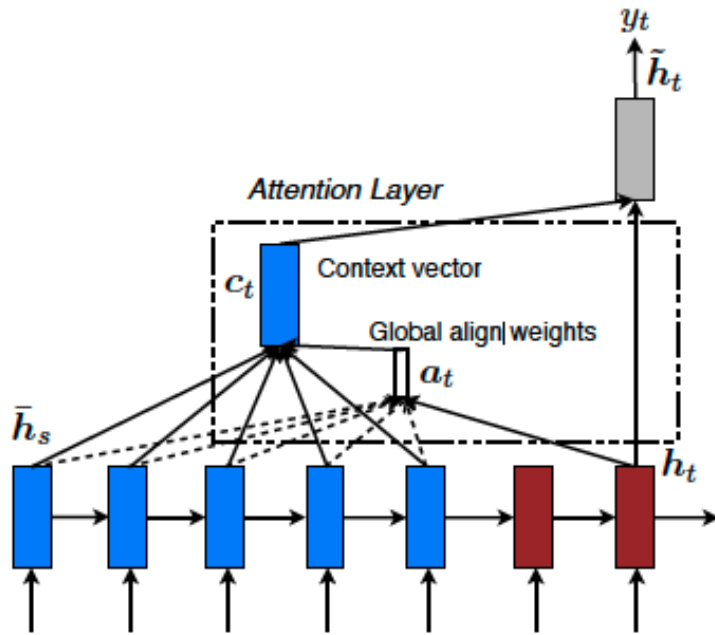 y_t
h̃_t
Attention Layer
c_t
Context vector
Global align weights
a_t
h̄_s
h_t